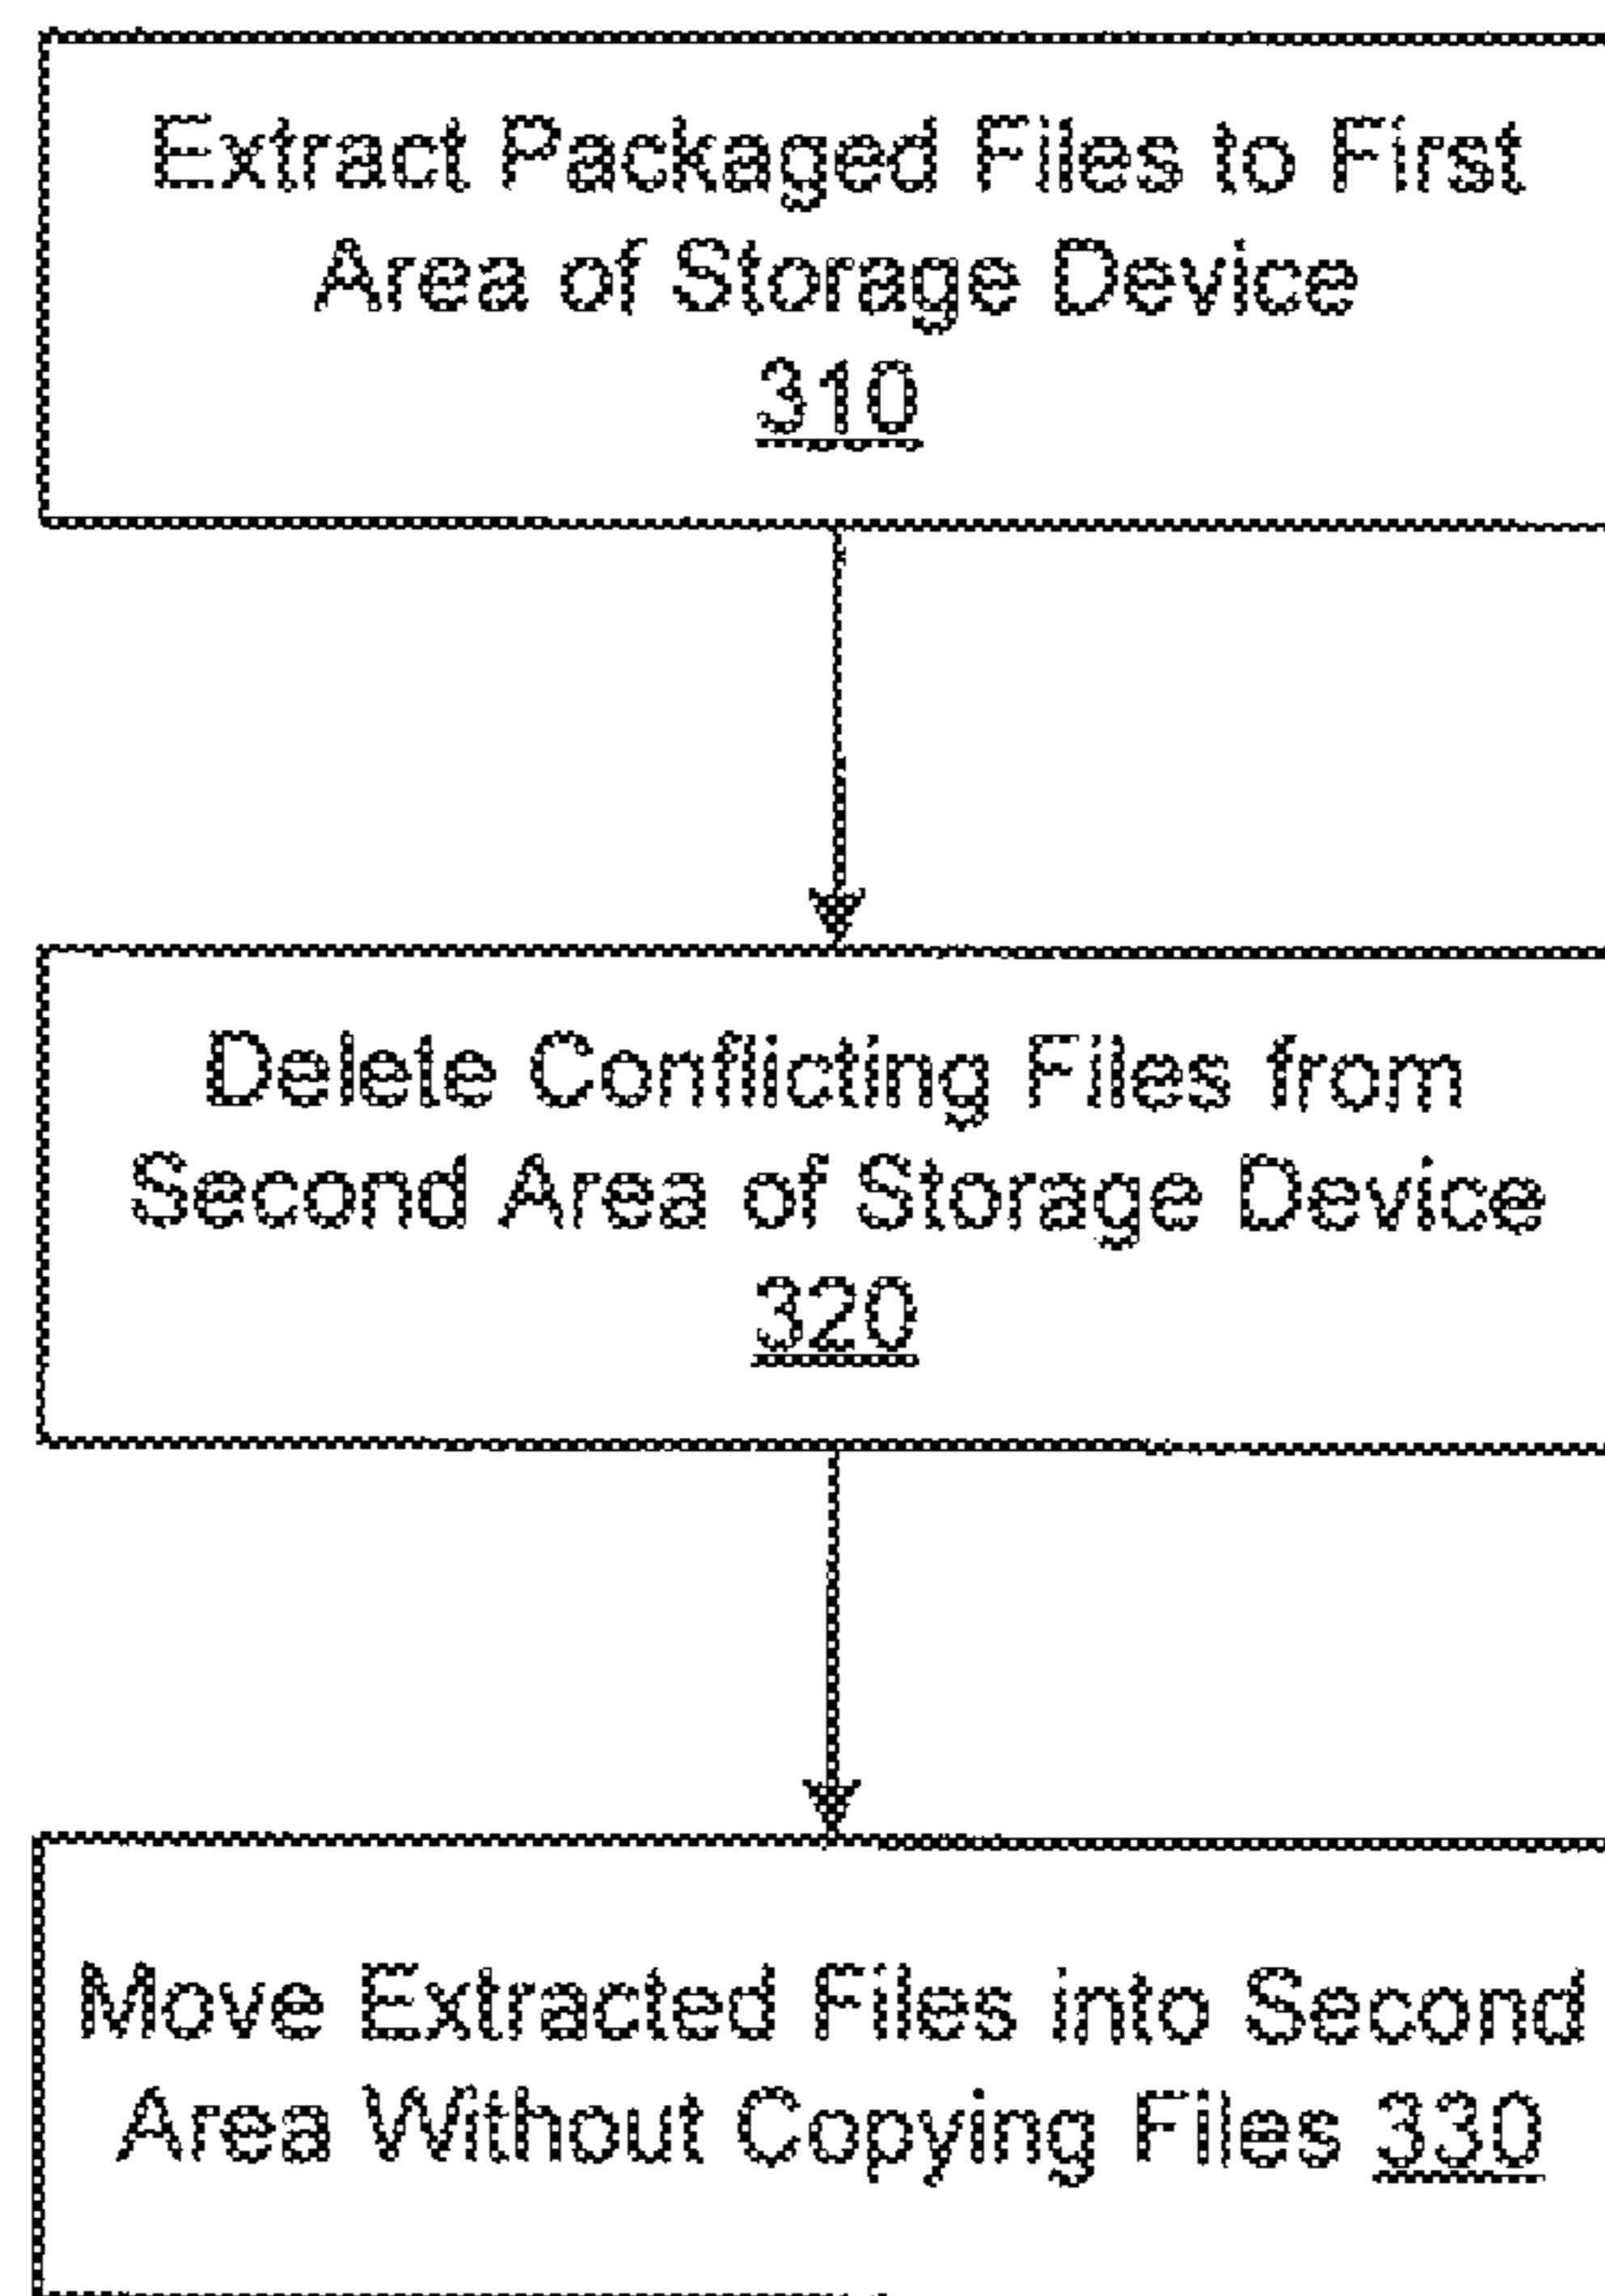 Extract Packaged Files to First
Area of Storage Device
310
Delete Conflicting Files from
Second Area of Storage Device
320
Move Extracted Files into Second
Area Without Copying Files 330